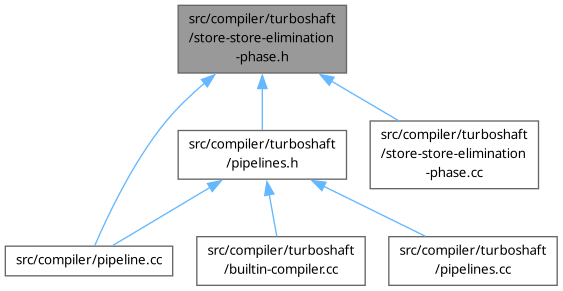 src/compiler/turboshaft
/store-store-elimination
-phase.h
src/compiler/turboshaft
/pipelines.h
src/compiler/turboshaft
/store-store-elimination
-phase.cc
src/compiler/pipeline.cc
src/compiler/turboshaft
/builtin-compiler.cc
src/compiler/turboshaft
/pipelines.cc